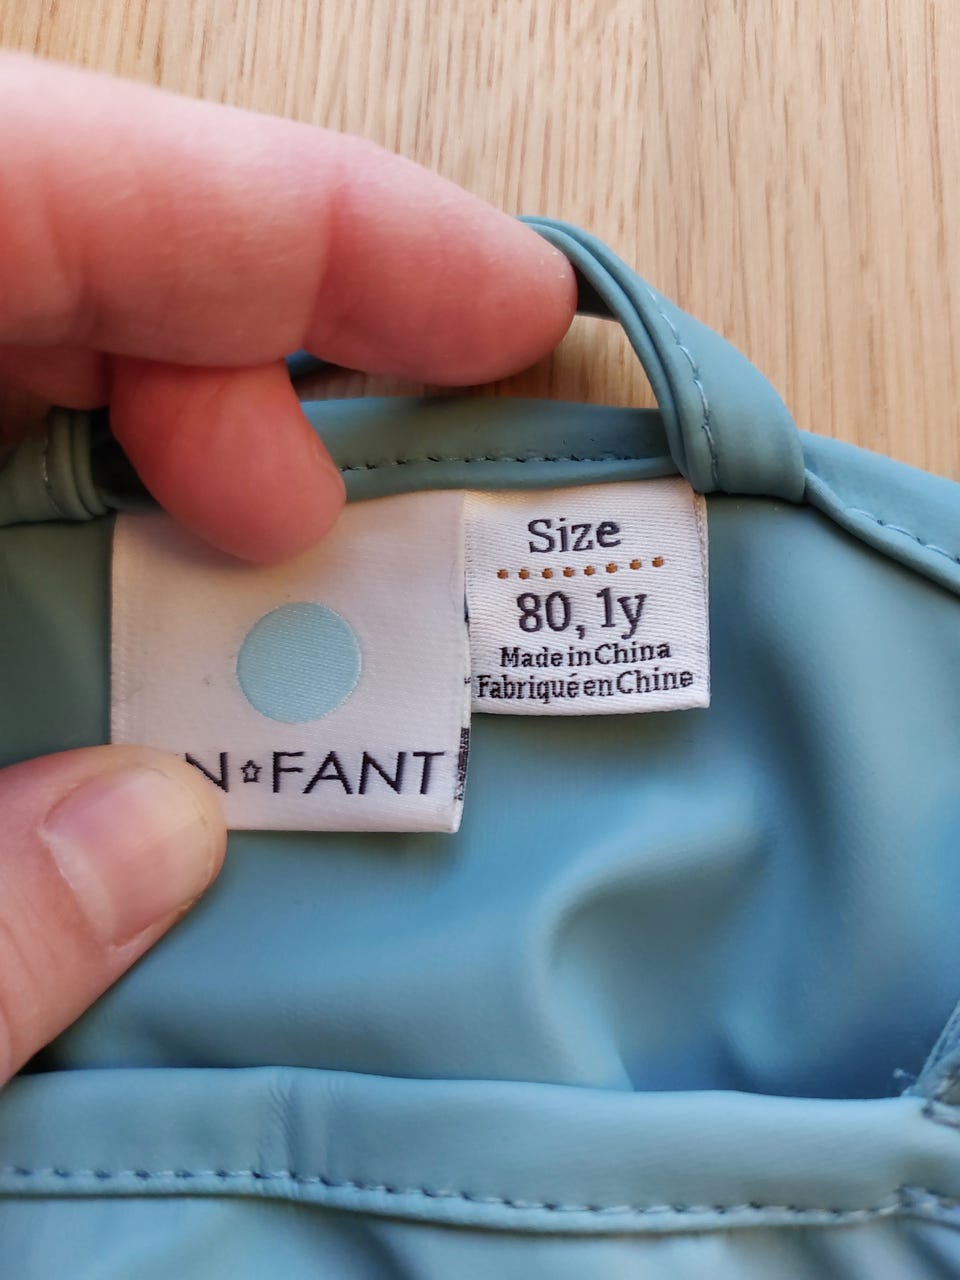 N☆FANT
Size
80, 1y
Made in China
Fabriqué en Chine